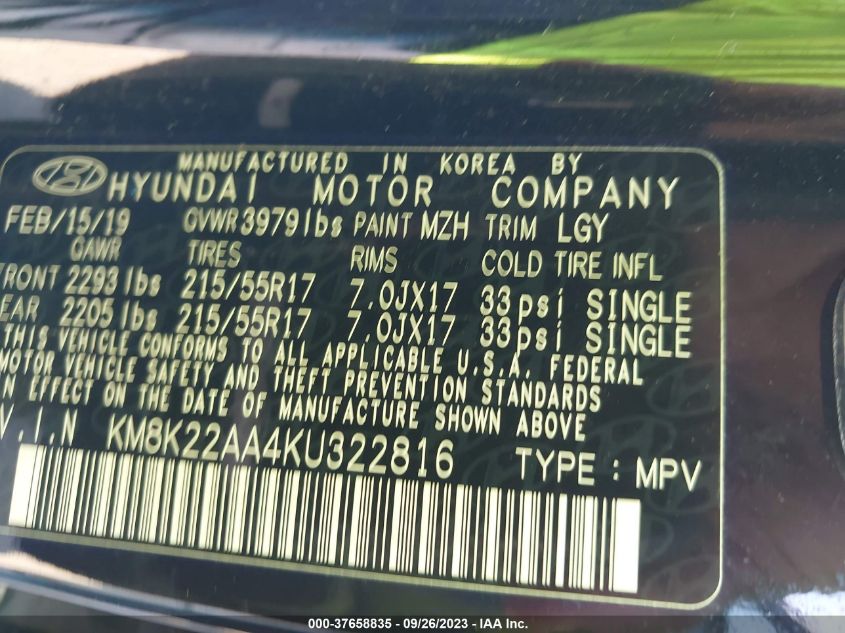 MANUFACTURED IN KOREA BY
HYUNDAI MOTOR COMPANY
FEB/15/19 GVWR 3979 lbs PAINT MZH TRIM LGY
GAWR TIRES RIMS COLD TIRE INFL
FRONT 2293 lbs 215/55R17 7.0JX17 33psi SINGLE
EAR 2205 lbs 215/55R17 7.0JX17 33psi SINGLE
THIS VEHICLE CONFORMS TO ALL APPLICABLE U.S.A. FEDERAL
MOTOR VEHICLE SAFETY AND THEFT PREVENTION STANDARDS
IN EFFECT ON THE DATE OF MANUFACTURE SHOWN ABOVE
V.I.N KM8K22AA4KU322816 TYPE : MPV
000-37658835 / 09/26/2023 / IAA Inc.